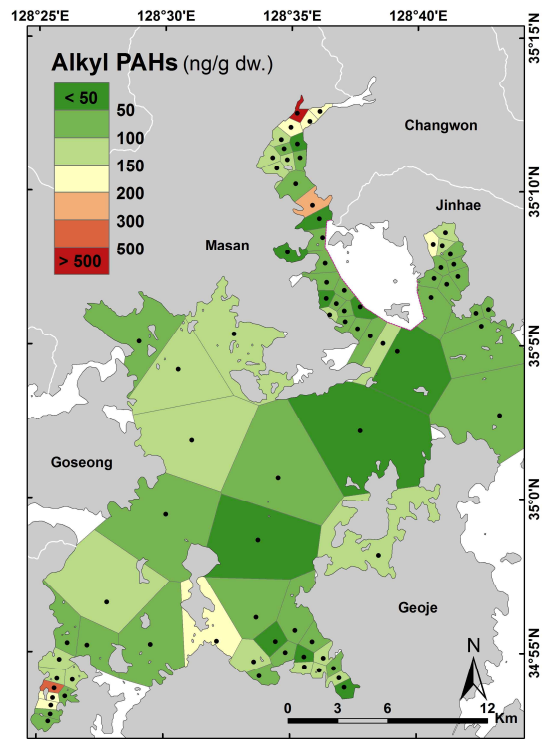 128°25'E 128°30'E 128°35'E 128°40'E
35°15'N
Alkyl PAHs (ng/g dw.)
< 50
50
100
150
200
300
500
> 500
Changwon
35°10'N
Jinhae
Masan
35°5'N
Goseong
35°0'N
Geoje
N
34°55'N
0 3 6 12
Km